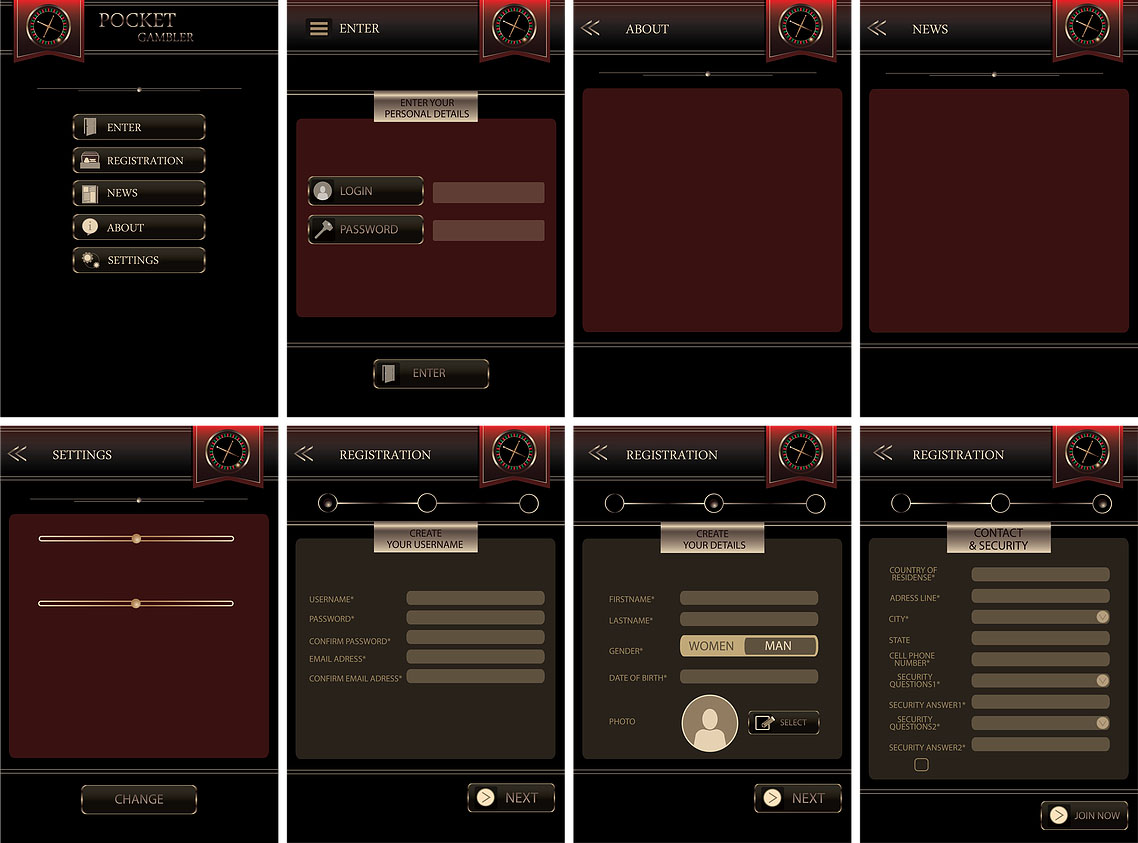 POCKET
GAMBLER
ENTER
REGISTRATION
NEWS
ABOUT
SETTINGS
ENTER
ENTER YOUR
PERSONAL DETAILS
LOGIN
PASSWORD
ENTER
ABOUT
NEWS
SETTINGS
CHANGE
REGISTRATION
CREATE
YOUR USERNAME
USERNAME*
PASSWORD*
CONFIRM PASSWORD*
EMAIL ADRESS*
CONFIRM EMAIL ADRESS*
NEXT
REGISTRATION
CREATE
YOUR DETAILS
FIRSTNAME*
LASTNAME*
GENDER*
WOMEN
MAN
DATE OF BIRTH*
PHOTO
SELECT
NEXT
REGISTRATION
CONTACT
& SECURITY
COUNTRY OF
RESIDENSE*
ADRESS LINE*
CITY*
STATE
CELL PHONE
NUMBER*
SECURITY
QUESTIONS1*
SECURITY ANSWER1*
SECURITY
QUESTIONS2*
SECURITY ANSWER2*
JOIN NOW